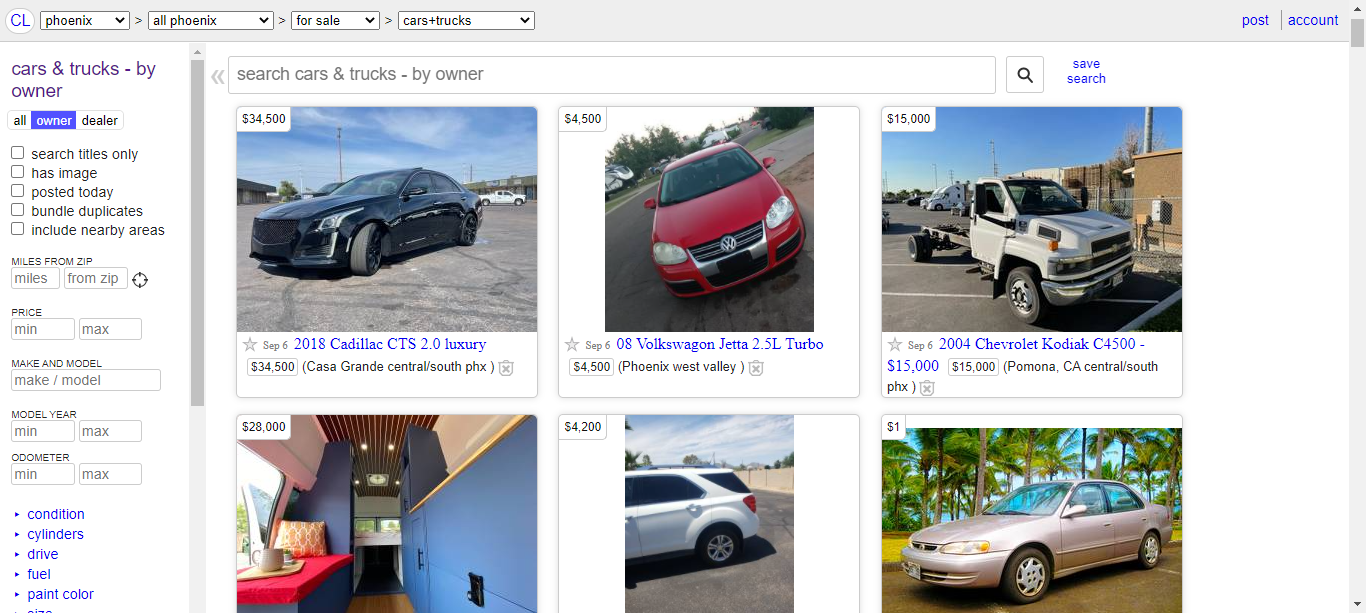 CL phoenix > all phoenix > for sale > cars+trucks post account
cars & trucks - by
owner
all owner dealer
search titles only
has image
posted today
bundle duplicates
include nearby areas
MILES FROM ZIP
miles from zip
PRICE
min max
MAKE AND MODEL
make / model
MODEL YEAR
min max
ODOMETER
min max
condition
cylinders
drive
fuel
paint color
size
« search cars & trucks - by owner
save
search
$34,500
Sep 6 2018 Cadillac CTS 2.0 luxury
$34,500 (Casa Grande central/south phx )
$4,500
Sep 6 08 Volkswagen Jetta 2.5L Turbo
$4,500 (Phoenix west valley )
$15,000
Sep 6 2004 Chevrolet Kodiak C4500 -
$15,000 $15,000 (Pomona, CA central/south
phx )
$28,000
$4,200
$1